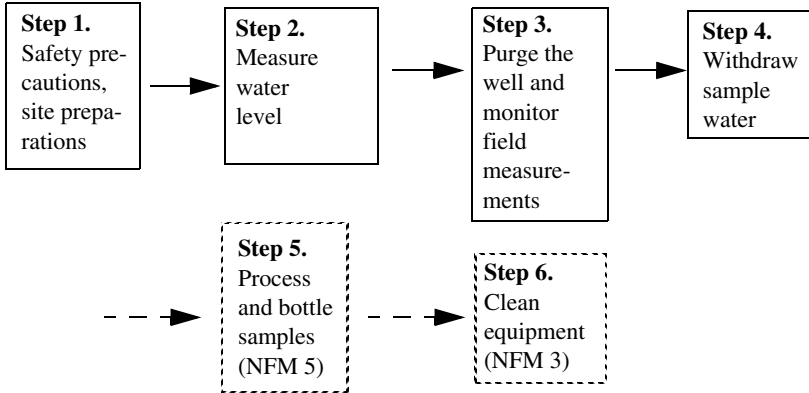 Step 1.
Safety pre-
cautions,
site prepa-
rations
Step 2.
Measure
water
level
Step 3.
Purge the
well and
monitor
field
measure-
ments
Step 4.
Withdraw
sample
water
Step 5.
Process
and bottle
samples
(NFM 5)
Step 6.
Clean
equipment
(NFM 3)